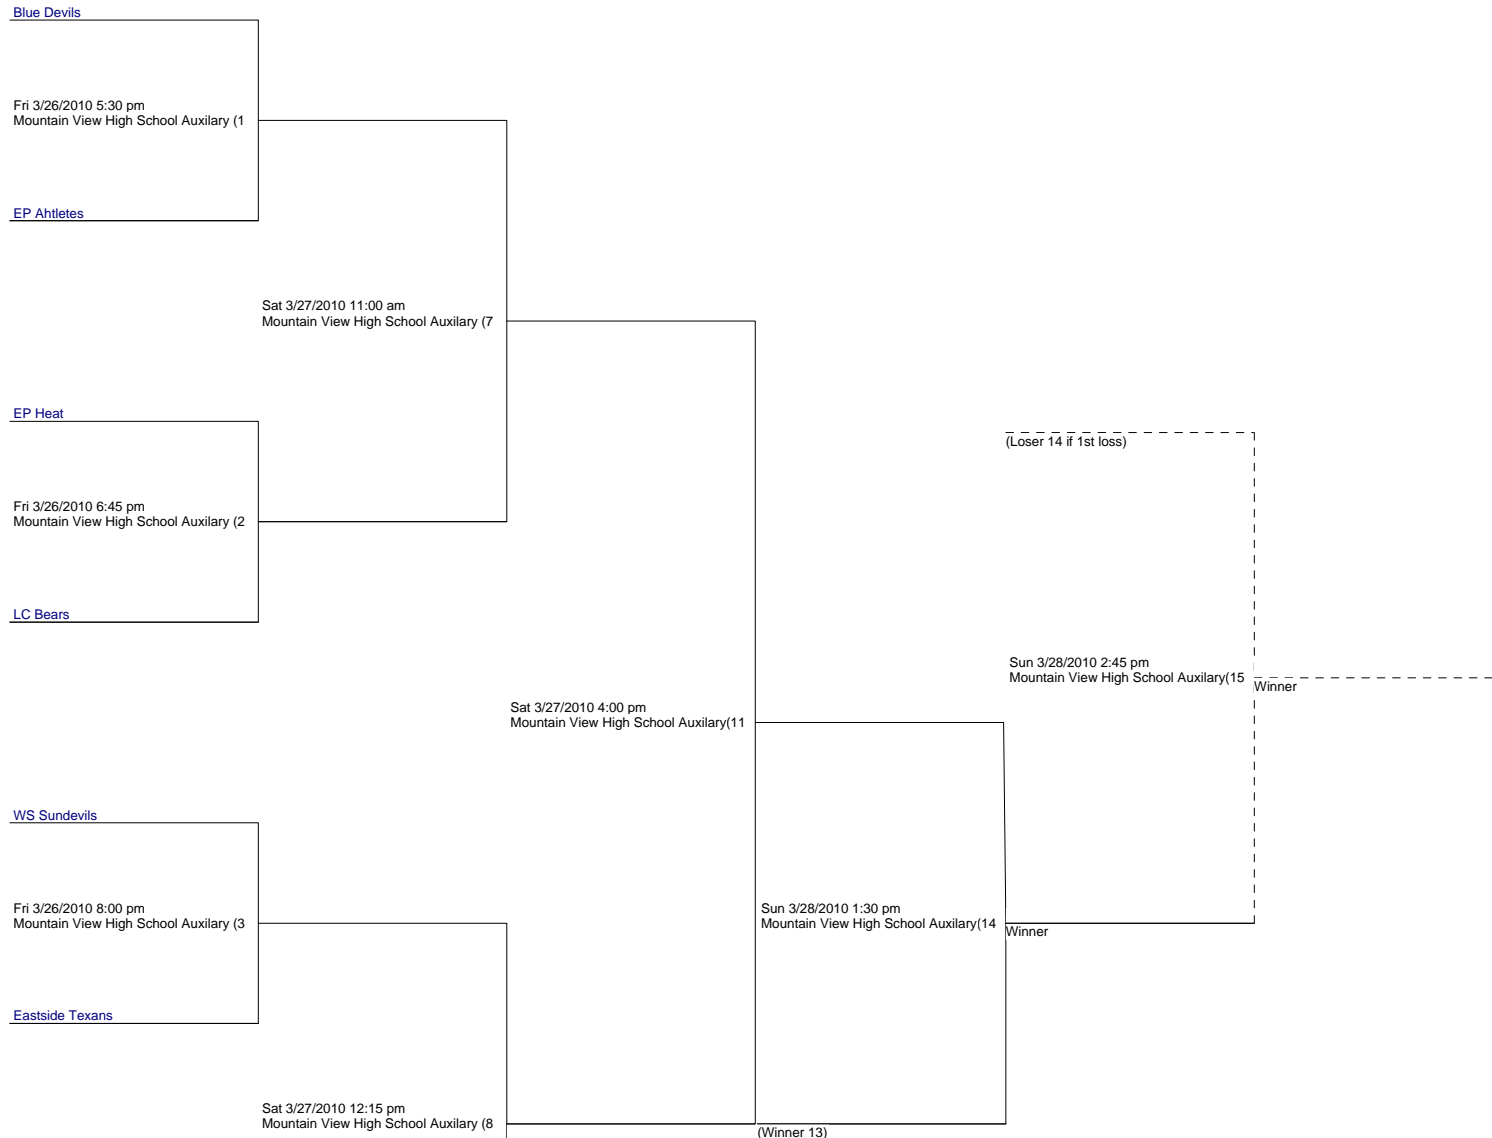 Blue Devils
Fri 3/26/2010 5:30 pm
Mountain View High School Auxilary (1
EP Ahtletes
Sat 3/27/2010 11:00 am
Mountain View High School Auxilary (7
EP Heat
(Loser 14 if 1st loss)
Fri 3/26/2010 6:45 pm
Mountain View High School Auxilary (2
LC Bears
Sun 3/28/2010 2:45 pm
Mountain View High School Auxilary(15
Winner
Sat 3/27/2010 4:00 pm
Mountain View High School Auxilary(11
WS Sundevils
Fri 3/26/2010 8:00 pm
Mountain View High School Auxilary (3
Sun 3/28/2010 1:30 pm
Mountain View High School Auxilary(14
Winner
Eastside Texans
Sat 3/27/2010 12:15 pm
Mountain View High School Auxilary (8
(Winner 13)